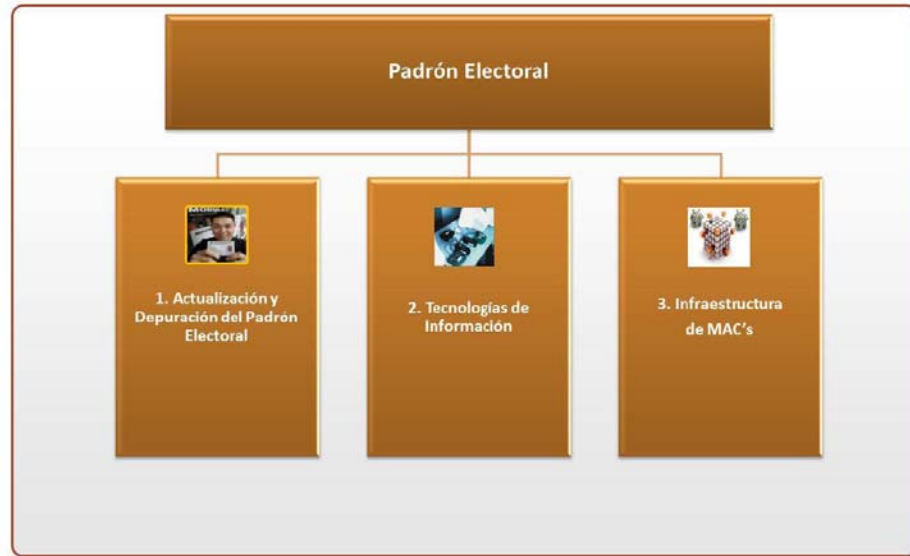 Padrón Electoral
1. Actualización y
Depuración del Padrón
Electoral
2. Tecnologías de
Información
3. Infraestructura
de MAC's